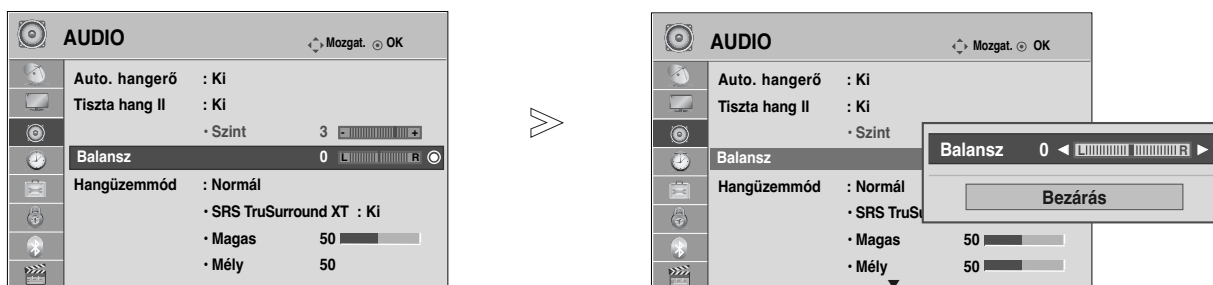 AUDIO
Mozgat. OK
Auto. hangerő : Ki
Tiszta hang II : Ki
• Szint 3 - +
Balansz 0 L R
Hangüzemmód : Normál
• SRS TruSurround XT : Ki
• Magas 50
• Mély 50
AUDIO
Mozgat. OK
Auto. hangerő : Ki
Tiszta hang II : Ki
• Szint
Balansz
Hangüzemmód : Normál
• SRS TruSu
• Magas 50
• Mély 50
Balansz 0 ◄ L R ►
Bezárás